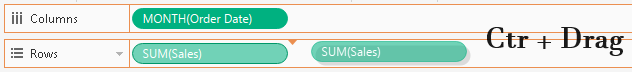 Columns MONTH(Order Date)
Rows SUM(Sales) SUM(Sales) Ctr + Drag